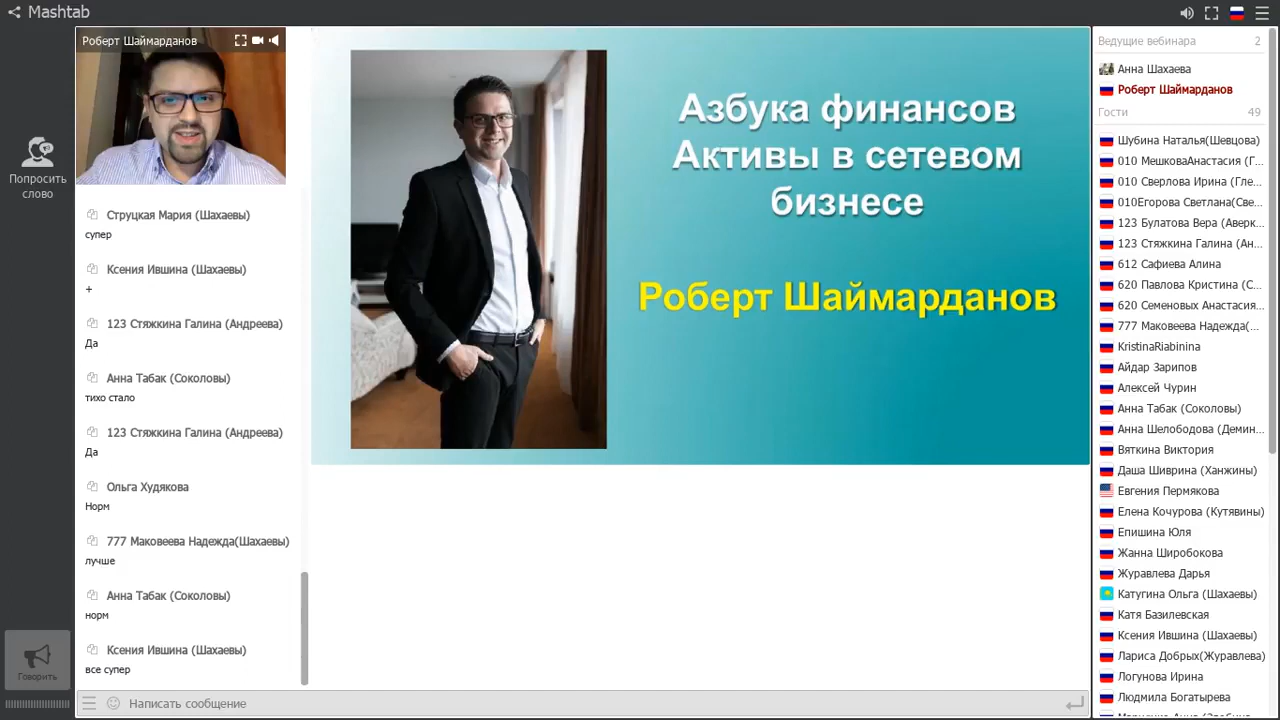 Mashtab
Попросить
слово
Говорить
Роберт Шаймарданов
Струцкая Мария (Шахаевы)
супер
Ксения Ившина (Шахаевы)
+
123 Стяжкина Галина (Андреева)
Да
Анна Табак (Соколовы)
тихо стало
123 Стяжкина Галина (Андреева)
Да
Ольга Худякова
Норм
777 Маковеева Надежда(Шахаевы)
лучше
Анна Табак (Соколовы)
норм
Ксения Ившина (Шахаевы)
все супер
Написать сообщение
Азбука финансов
Активы в сетевом
бизнесе
Роберт Шаймарданов
Ведущие вебинара 2
Анна Шахаева
Роберт Шаймарданов
Гости 49
Шубина Наталья(Шевцова)
010 МешковаАнастасия (Г...
010 Сверлова Ирина (Гле...
010Егорова Светлана(Све...
123 Булатова Вера (Аверк...
123 Стяжкина Галина (Ан...
612 Сафиева Алина
620 Павлова Кристина (С...
620 Семеновых Анастасия...
777 Маковеева Надежда(...
KristinaRiabinina
Айдар Зарипов
Алексей Чурин
Анна Табак (Соколовы)
Анна Шелободова (Демин...
Вяткина Виктория
Даша Шиврина (Ханжины)
Евгения Пермякова
Елена Кочурова (Кутявины)
Епишина Юля
Жанна Широбокова
Журавлева Дарья
Катугина Ольга (Шахаевы)
Катя Базилевская
Ксения Ившина (Шахаевы)
Лариса Добрых(Журавлева)
Логунова Ирина
Людмила Богатырева